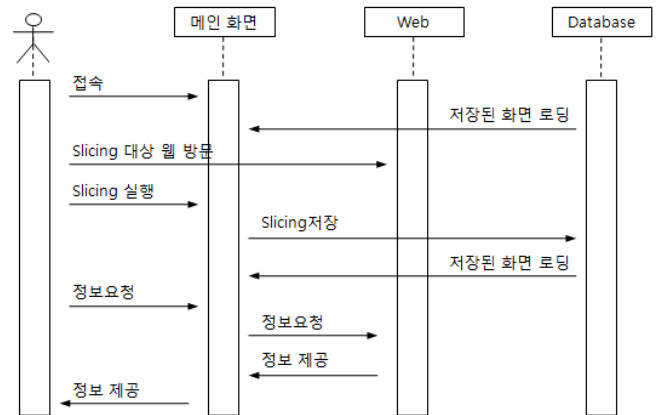 메인 화면
Web
Database
접속
저장된 화면 로딩
Slicing 대상 웹 방문
Slicing 실행
Slicing저장
저장된 화면 로딩
정보요청
정보요청
정보 제공
정보 제공